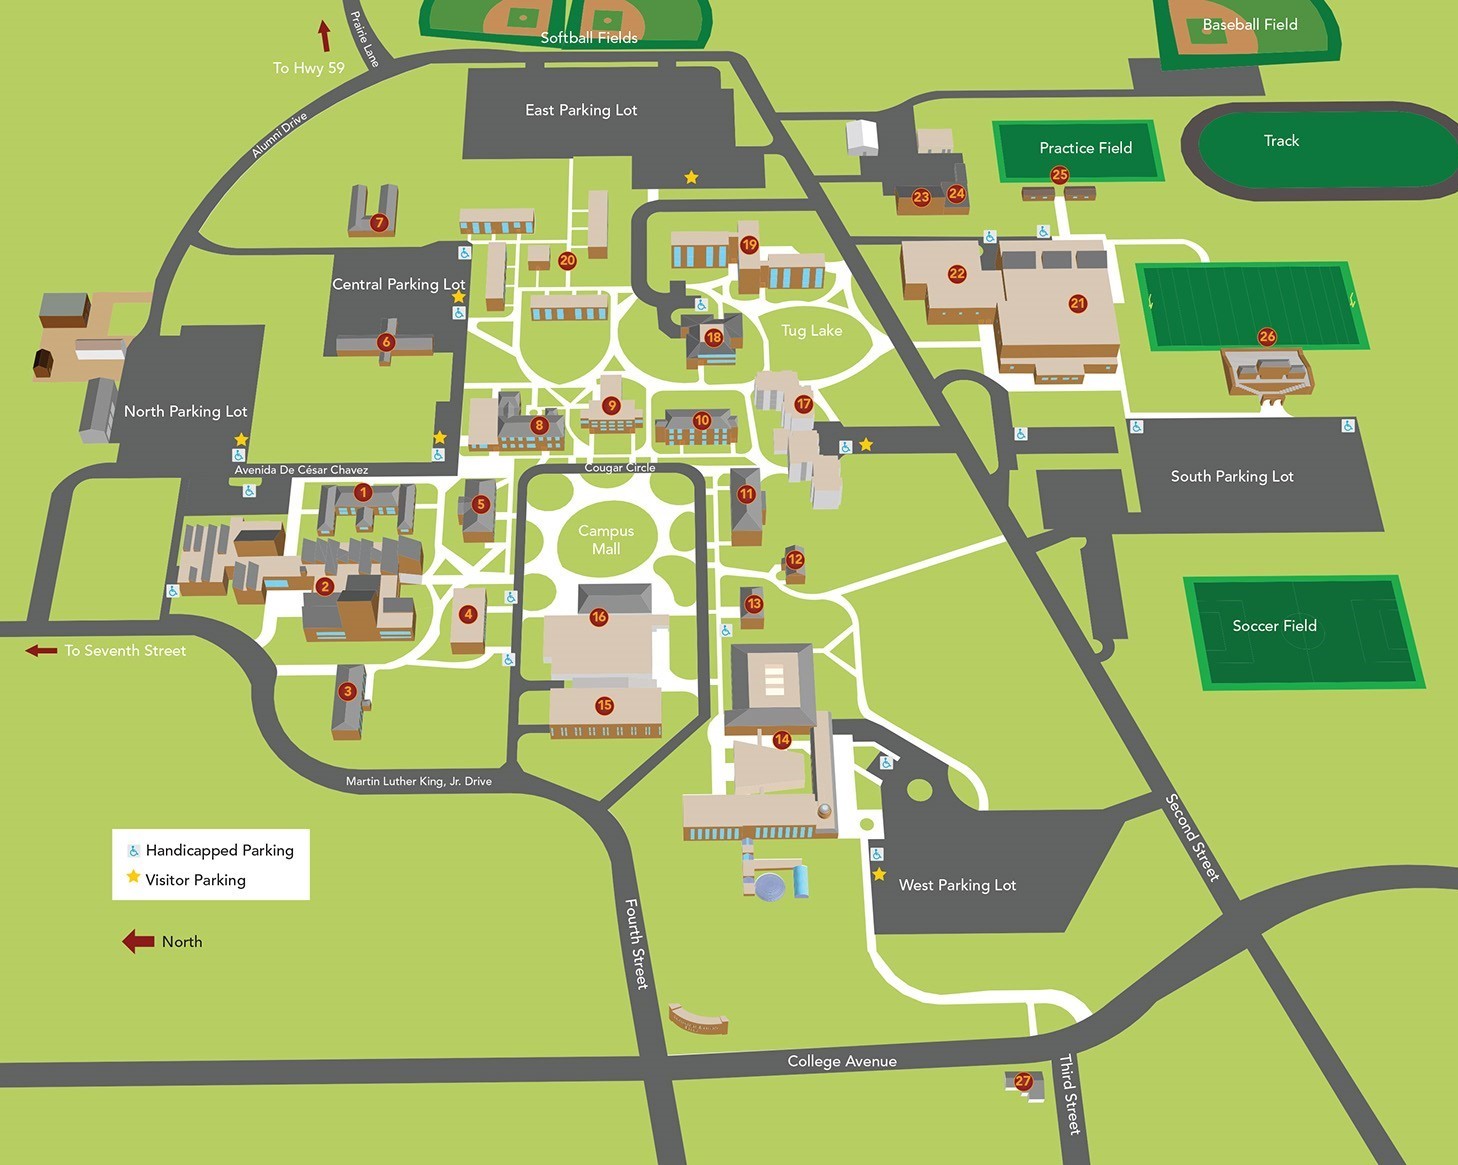 Prairie Lane
Softball Fields
Baseball Field
To Hwy 59
East Parking Lot
Alumni Drive
Practice Field
Track
25
23
24
7
19
20
22
Central Parking Lot
21
Tug Lake
18
26
6
North Parking Lot
9
17
10
8
Avenida De César Chavez
Cougar Circle
South Parking Lot
1
11
5
Campus
Mall
12
2
13
4
16
Soccer Field
To Seventh Street
3
15
14
Martin Luther King, Jr. Drive
Second Street
Handicapped Parking
Visitor Parking
West Parking Lot
North
Fourth Street
College Avenue
27
Third Street